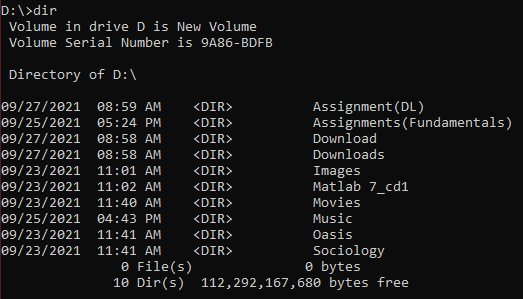 D:\>dir
 Volume in drive D is New Volume
 Volume Serial Number is 9A86-BDFB
 Directory of D:\
09/27/2021  08:59 AM    <DIR>          Assignment(DL)
09/25/2021  05:24 PM    <DIR>          Assignments(Fundamentals)
09/27/2021  08:58 AM    <DIR>          Download
09/27/2021  08:58 AM    <DIR>          Downloads
09/23/2021  11:01 AM    <DIR>          Images
09/23/2021  11:02 AM    <DIR>          Matlab 7_cd1
09/23/2021  11:40 AM    <DIR>          Movies
09/25/2021  04:43 PM    <DIR>          Music
09/23/2021  11:41 AM    <DIR>          Oasis
09/23/2021  11:41 AM    <DIR>          Sociology
               0 File(s)              0 bytes
              10 Dir(s)  112,292,167,680 bytes free